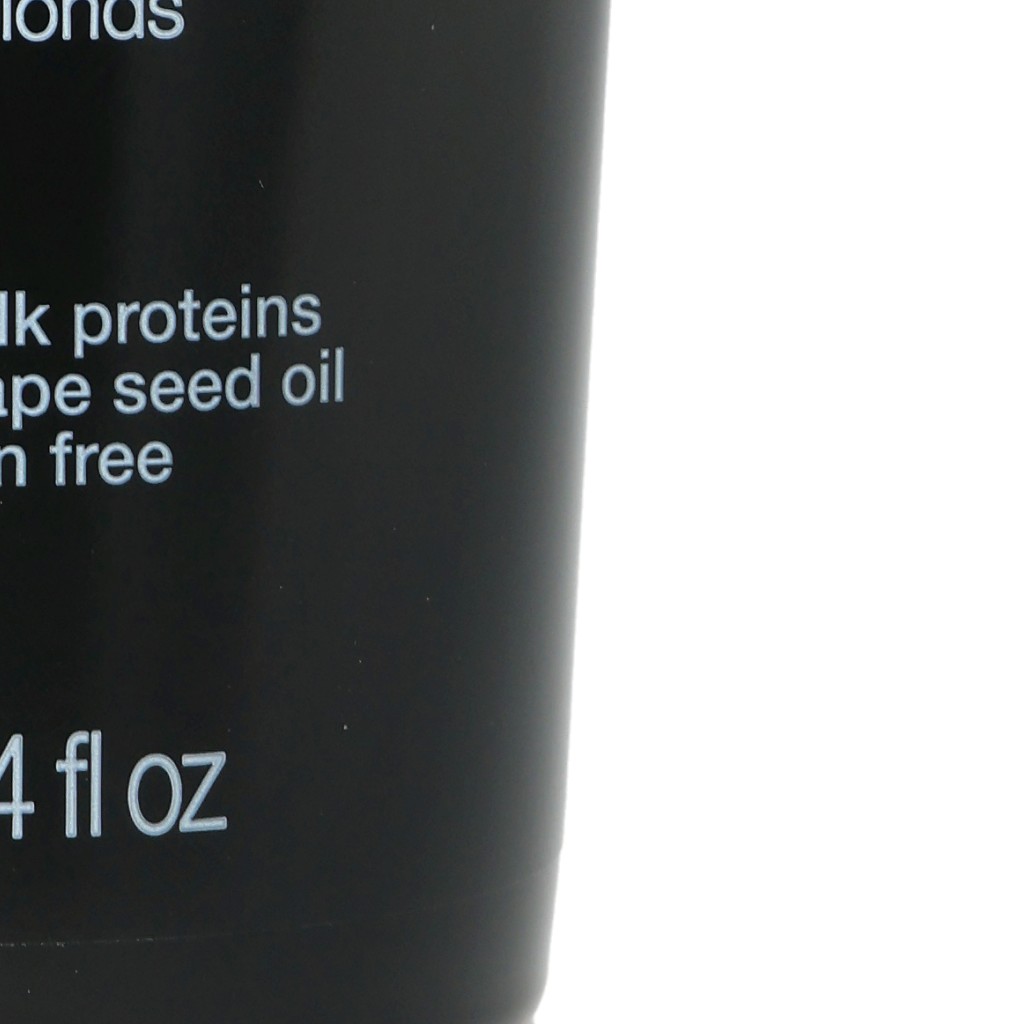 londs
lk proteins
ape seed oil
n free
4 fl oz